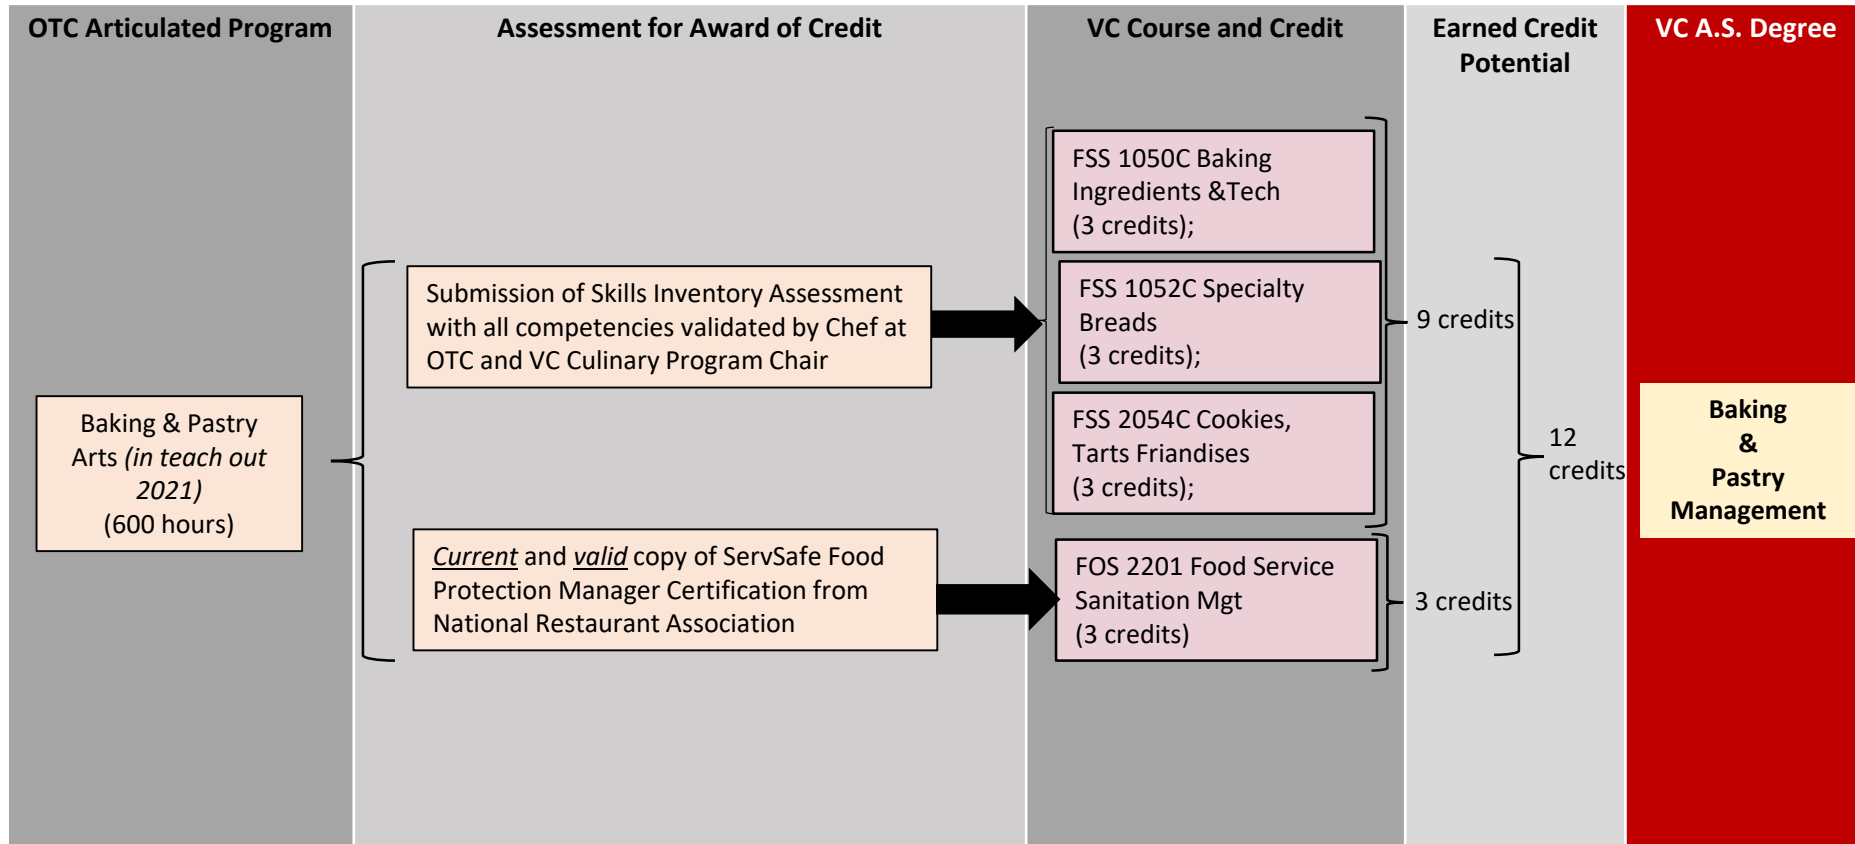 OTC Articulated Program
Assessment for Award of Credit
VC Course and Credit
Earned Credit
Potential
VC A.S. Degree
Baking & Pastry
Arts (in teach out
2021)
(600 hours)
Submission of Skills Inventory Assessment
with all competencies validated by Chef at
OTC and VC Culinary Program Chair
Current and valid copy of ServSafe Food
Protection Manager Certification from
National Restaurant Association
FSS 1050C Baking
Ingredients &Tech
(3 credits);
FSS 1052C Specialty
Breads
(3 credits);
FSS 2054C Cookies,
Tarts Friandises
(3 credits);
FOS 2201 Food Service
Sanitation Mgt
(3 credits)
9 credits
3 credits
12
credits
Baking
&
Pastry
Management